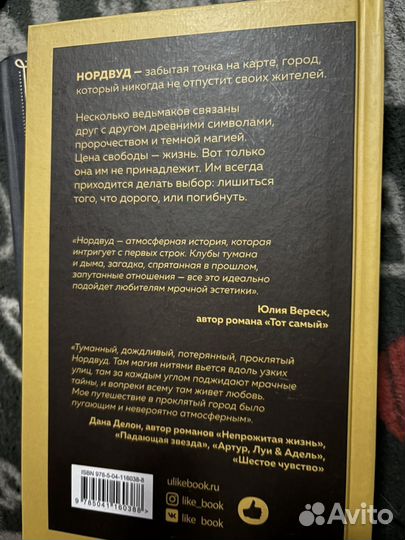 НОРДВУД — забытая точка на карте, город,
который никогда не отпустит своих жителей.
Несколько ведьмаков связаны
друг с другом древними символами,
пророчеством и темной магией.
Цена свободы – жизнь. Вот только
она им не принадлежит. Им всегда
приходится делать выбор: лишиться
того, что дорого, или погибнуть.
«Нордвуд – атмосферная история, которая
интригует с первых строк. Клубы тумана
и дыма, загадка, спрятанная в прошлом,
запутанные отношения – все это идеально
подойдет любителям мрачной эстетики».
Юлия Вереск,
автор романа «Тот самый»
«Туманный, дождливый, потерянный, проклятый
Нордвуд. Там магия нитями вьется вдоль узких
улиц, там за каждым углом поджидают мрачные
тайны, и вопреки всему там живет любовь.
Мое путешествие в проклятый город было
пугающим и невероятно атмосферным».
Дана Делон, автор романов «Непрожитая жизнь»,
«Падающая звезда», «Артур, Луи & Адель»,
«Шестое чувство»
ISBN 978-5-04-116038-8
9 785041 160388 >
ulikebook.ru
like_book
like_book
Avito